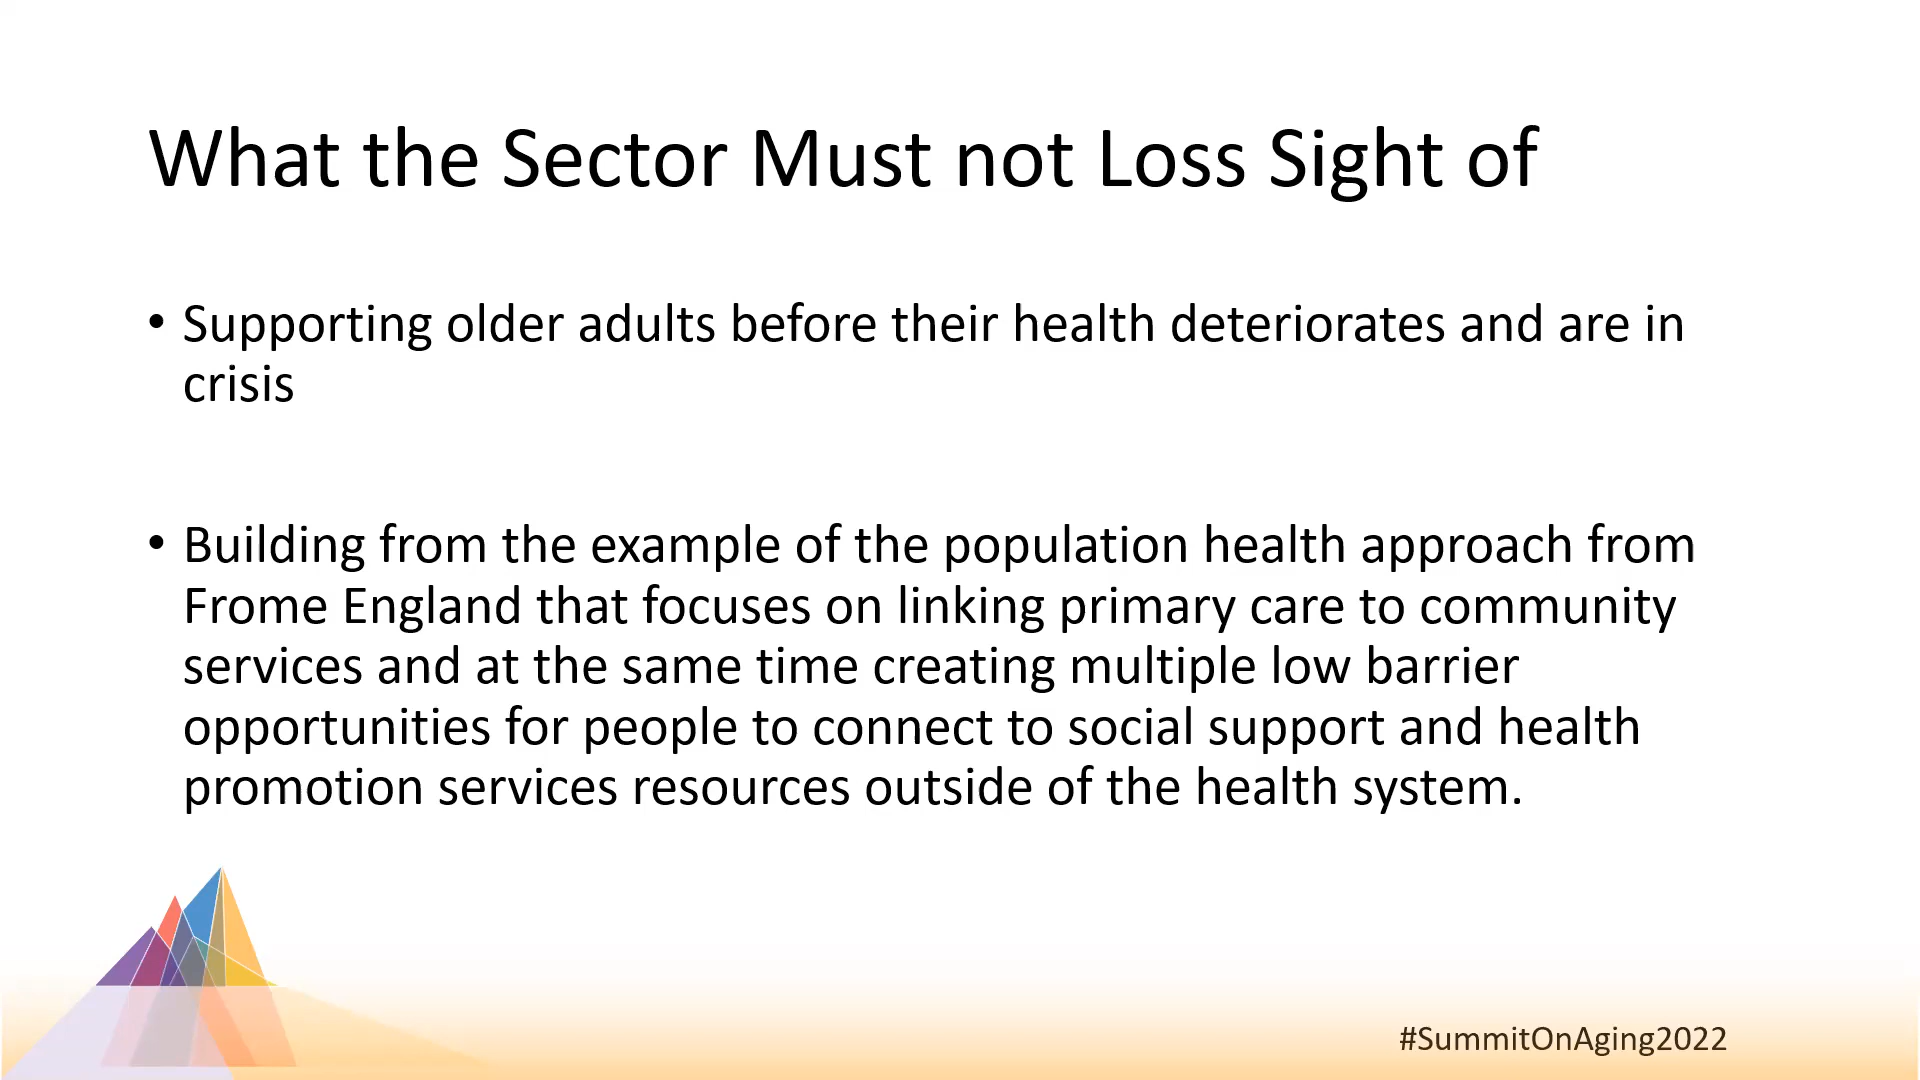 What the Sector Must not Loss Sight of
• Supporting older adults before their health deteriorates and are in
crisis
• Building from the example of the population health approach from
Frome England that focuses on linking primary care to community
services and at the same time creating multiple low barrier
opportunities for people to connect to social support and health
promotion services resources outside of the health system.
#SummitOnAging2022